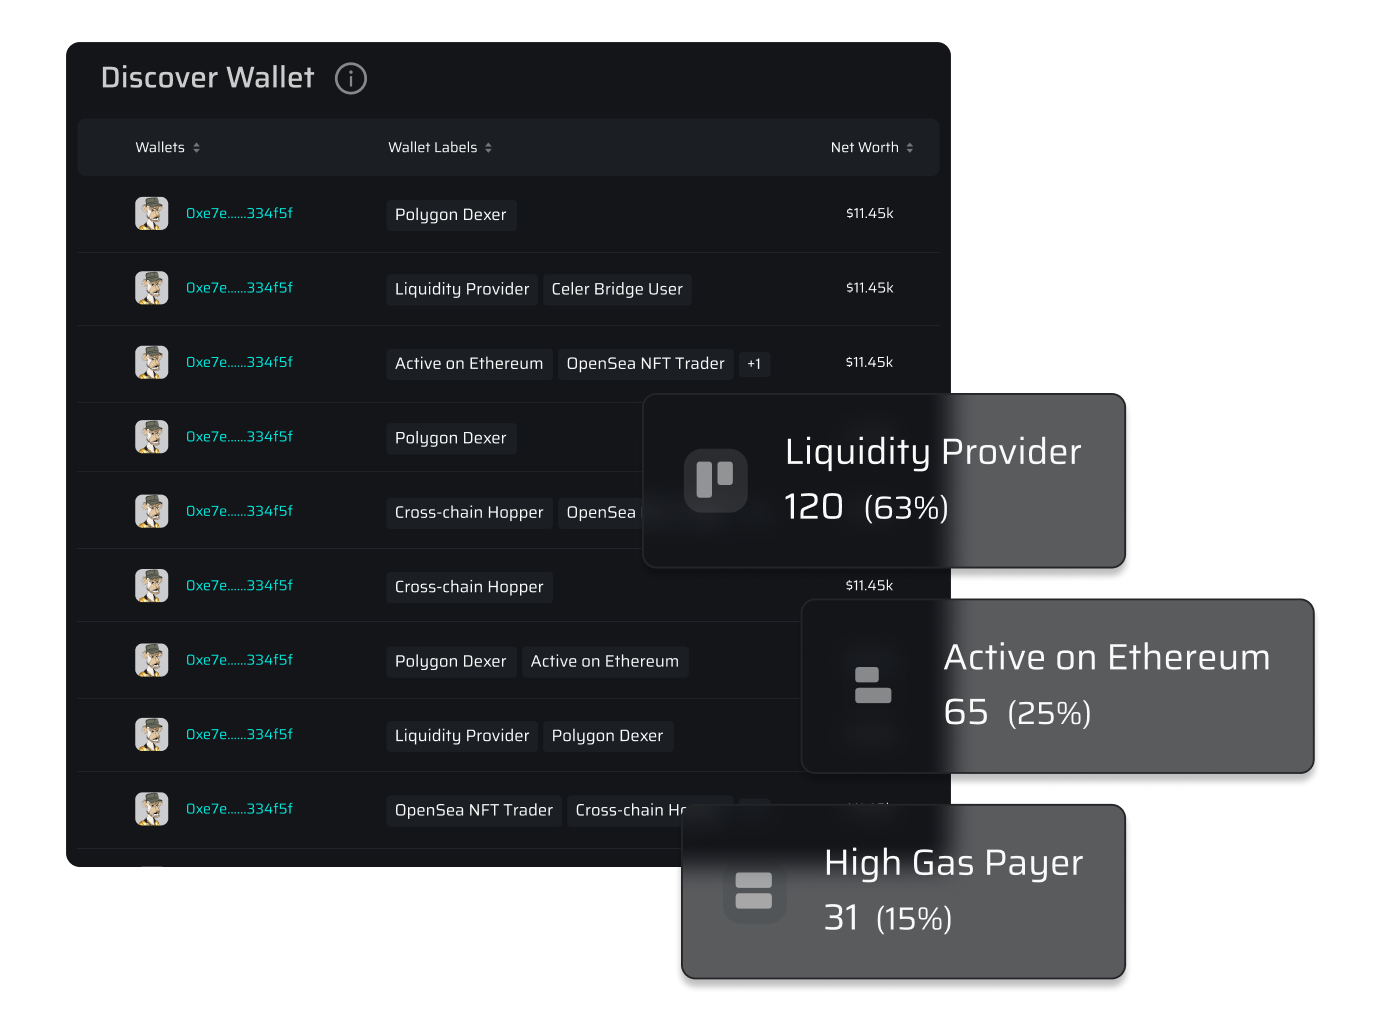 Discover Wallet
Wallets Wallet Labels Net Worth
0xe7e......334f5f Polygon Dexer $11.45k
0xe7e......334f5f Liquidity Provider Celer Bridge User $11.45k
0xe7e......334f5f Active on Ethereum OpenSea NFT Trader +1 $11.45k
0xe7e......334f5f Polygon Dexer
0xe7e......334f5f Cross-chain Hopper OpenSea
0xe7e......334f5f Cross-chain Hopper $11.45k
0xe7e......334f5f Polygon Dexer Active on Ethereum
0xe7e......334f5f Liquidity Provider Polygon Dexer
0xe7e......334f5f OpenSea NFT Trader Cross-chain
Liquidity Provider
120 (63%)
Active on Ethereum
65 (25%)
High Gas Payer
31 (15%)